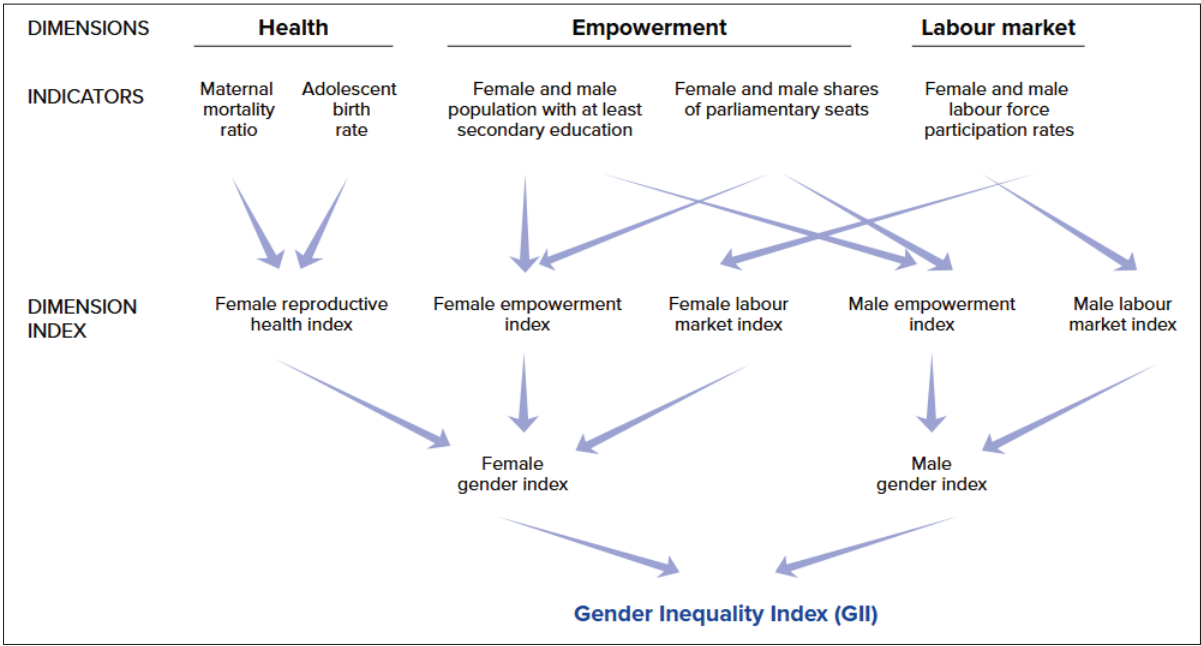 DIMENSIONS
Health
Empowerment
Labour market
INDICATORS
Maternal
mortality
ratio
Adolescent
birth
rate
Female and male
population with at least
secondary education
Female and male shares
of parliamentary seats
Female and male
labour force
participation rates
DIMENSION
INDEX
Female reproductive
health index
Female empowerment
index
Female labour
market index
Male empowerment
index
Male labour
market index
Female
gender index
Male
gender index
Gender Inequality Index (GII)